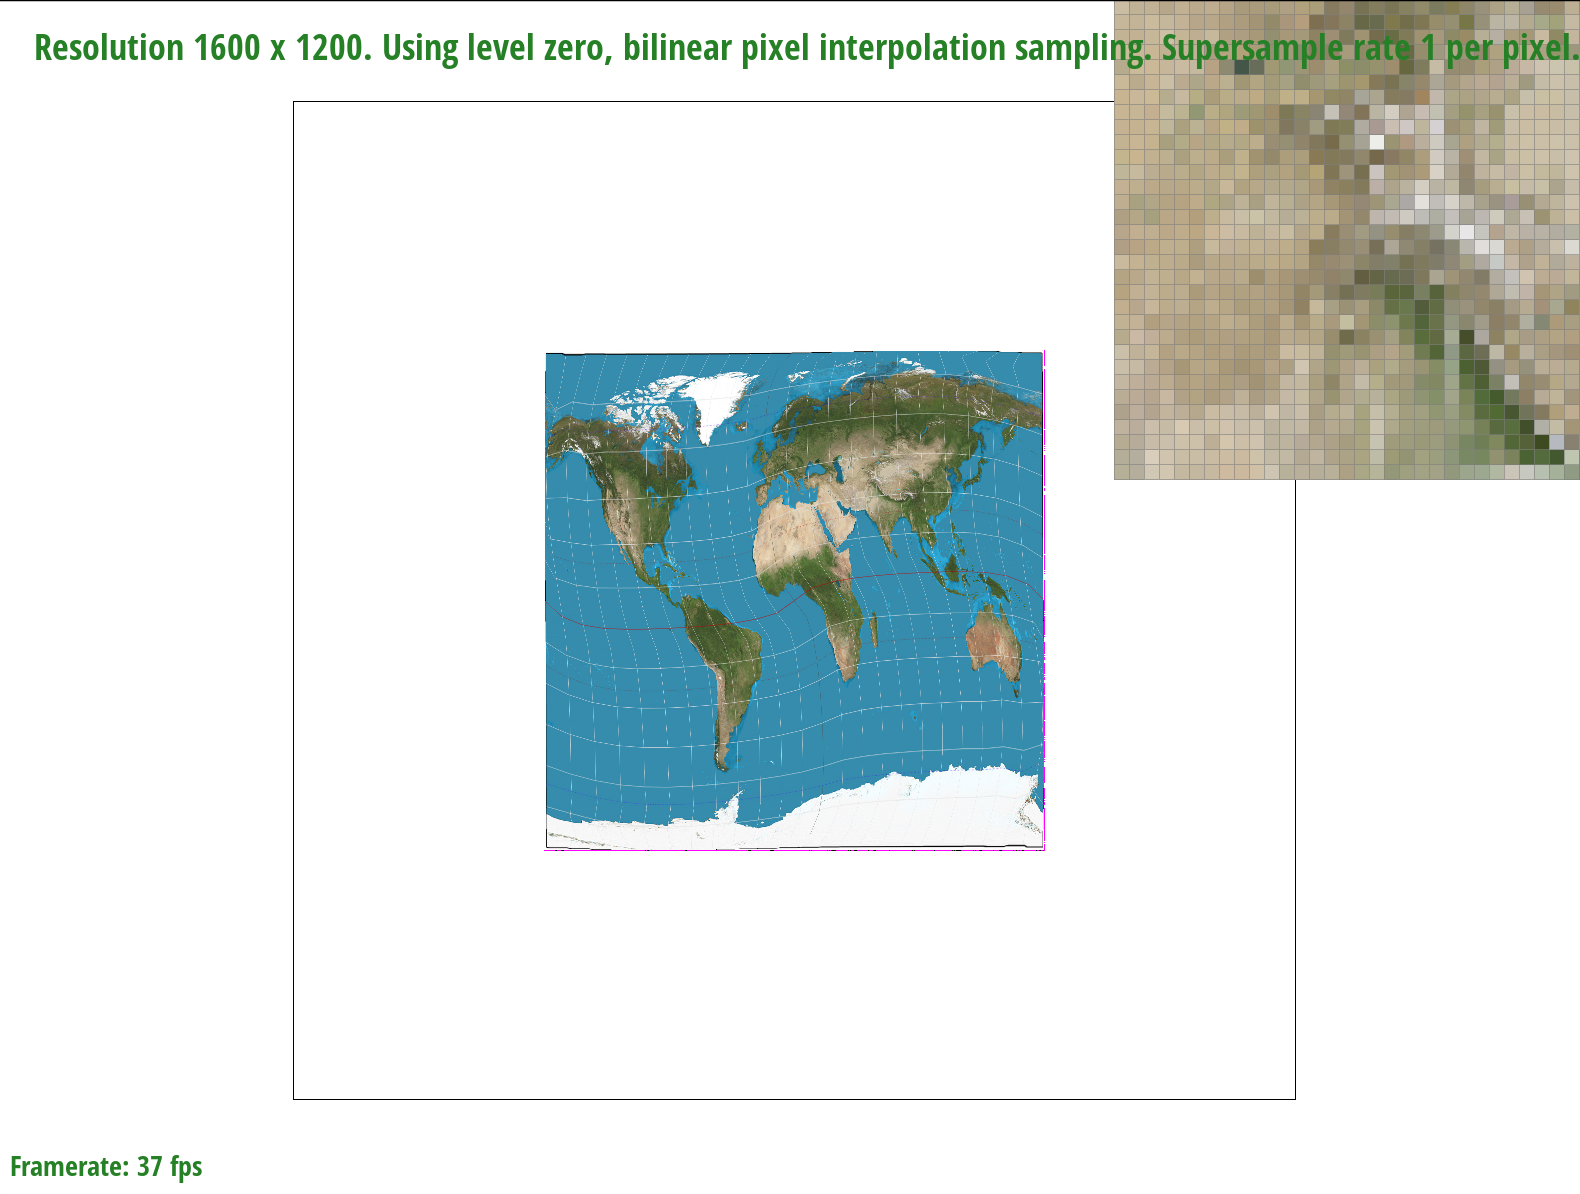 Resolution 1600 x 1200. Using level zero, bilinear pixel interpolation sampling. Supersample rate 1 per pixel.
Framerate: 37 fps